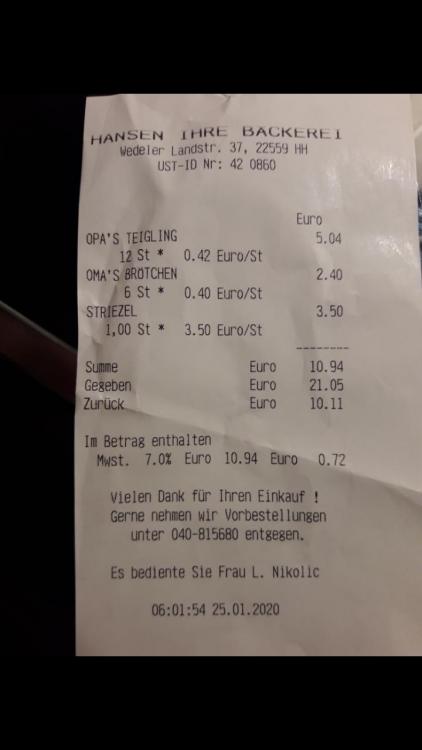 HANSEN IHRE BACKEREI
Wedeler Landstr. 37, 22559 HH
UST-ID Nr: 42 0860
Euro
OPA'S TEIGLING 5.04
12 St * 0.42 Euro/St
OMA'S BRÖTCHEN 2.40
6 St * 0.40 Euro/St
STRIEZEL 3.50
1,00 St * 3.50 Euro/St
--------
Summe Euro 10.94
Gegeben Euro 21.05
Zurück Euro 10.11
Im Betrag enthalten
Mwst. 7.0% Euro 10.94 Euro 0.72
Vielen Dank für Ihren Einkauf !
Gerne nehmen wir Vorbestellungen
unter 040-815680 entgegen.
Es bediente Sie Frau L. Nikolic
06:01:54 25.01.2020